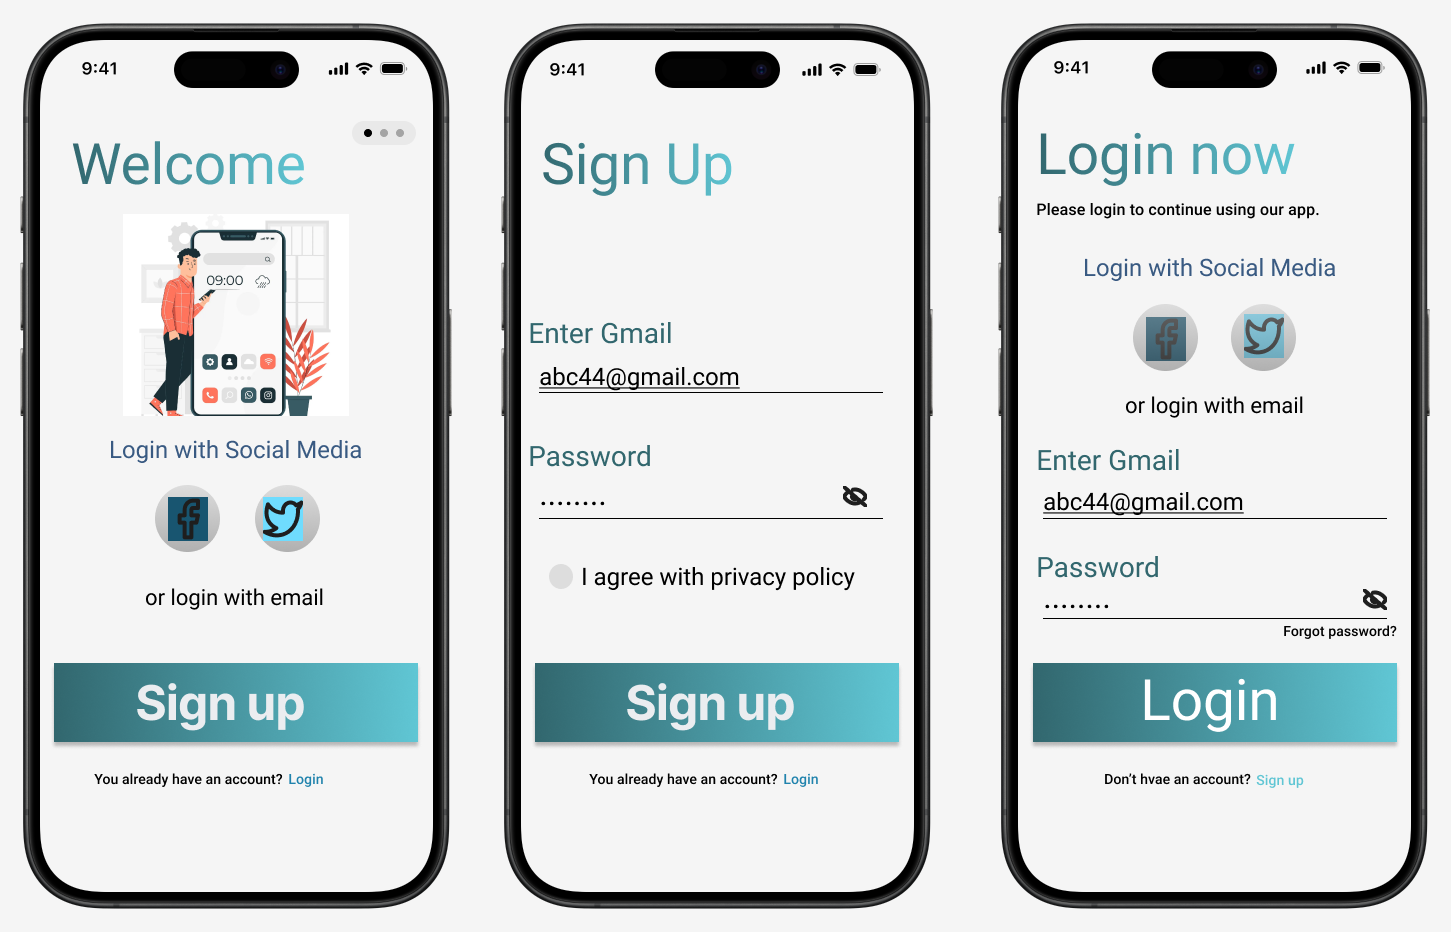 9:41
Welcome
09:00
Login with Social Media
or login with email
Sign up
You already have an account? Login
9:41
Sign Up
Enter Gmail
abc44@gmail.com
Password
........
I agree with privacy policy
Sign up
You already have an account? Login
9:41
Login now
Please login to continue using our app.
Login with Social Media
or login with email
Enter Gmail
abc44@gmail.com
Password
........
Forgot password?
Login
Don't hvae an account? Sign up